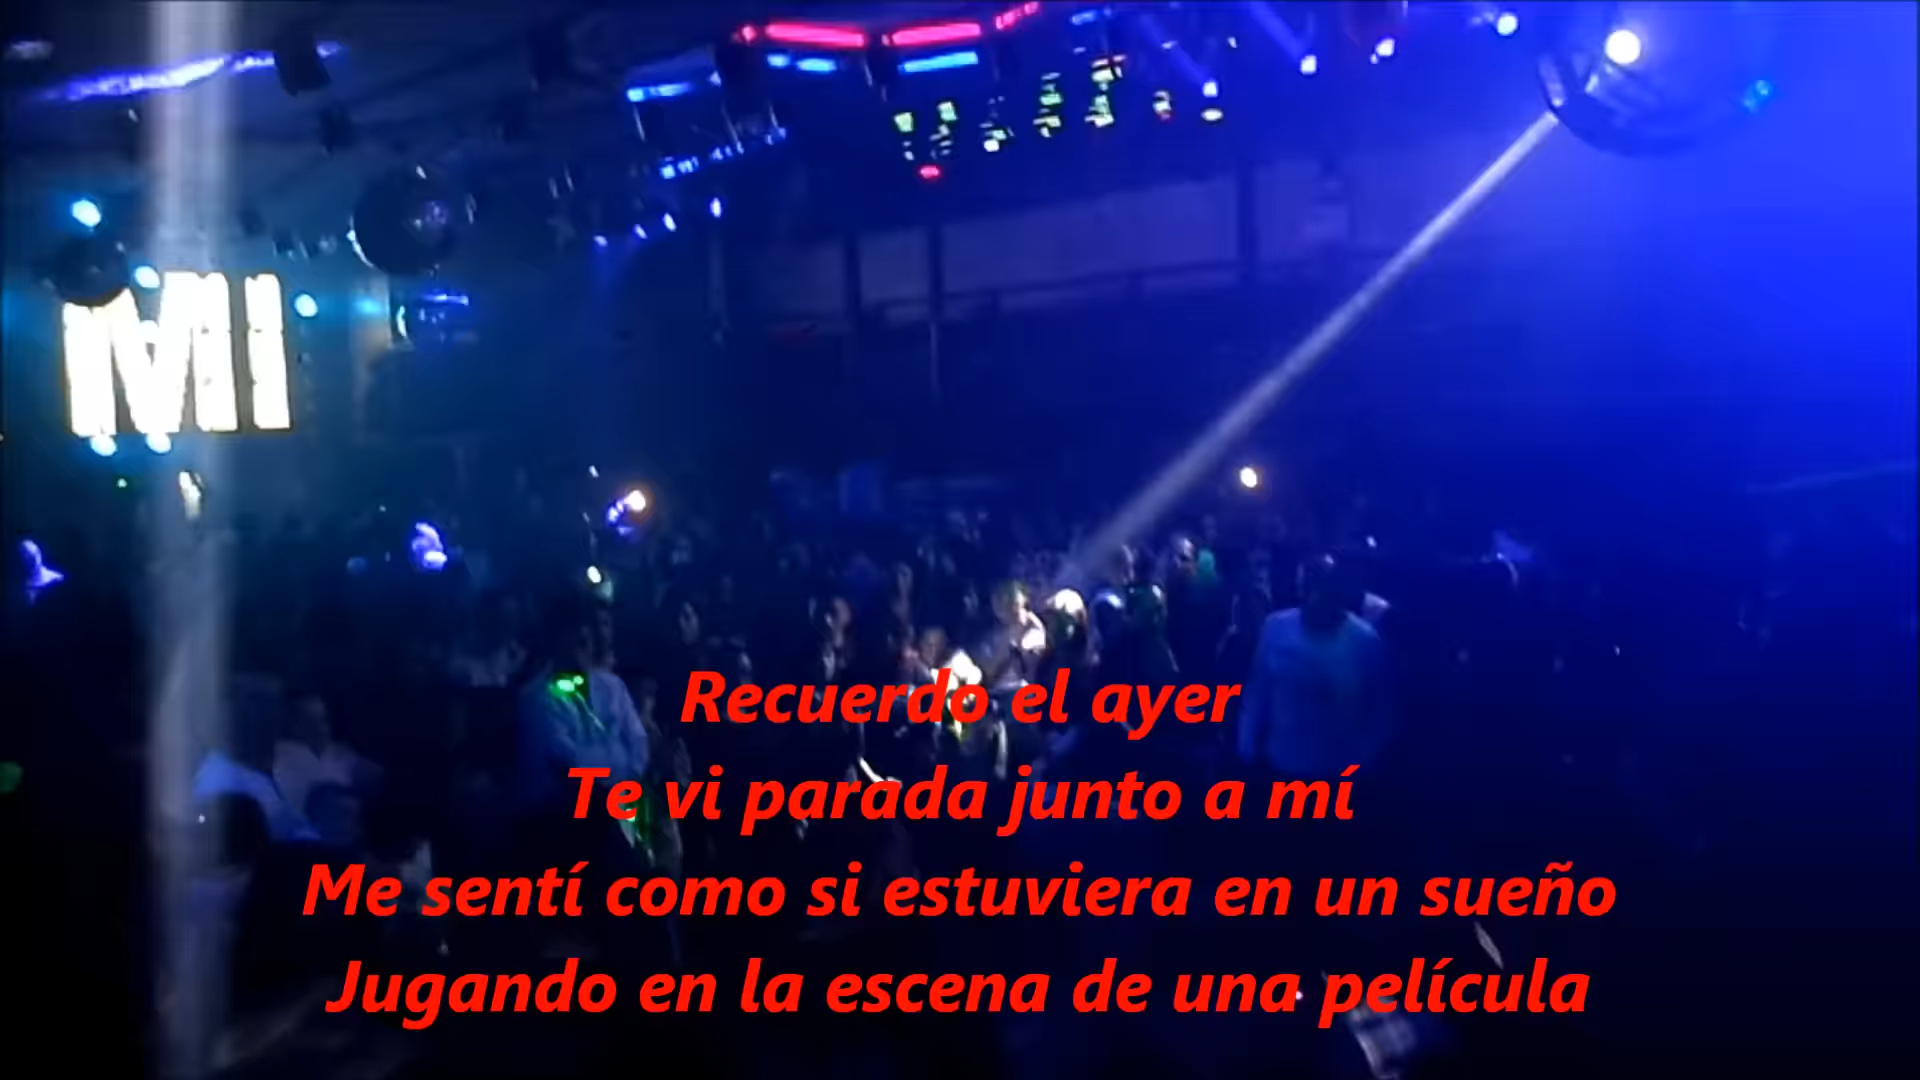 MI
Recuerdo el ayer
Te vi parada junto a mí
Me sentí como si estuviera en un sueño
Jugando en la escena de una película